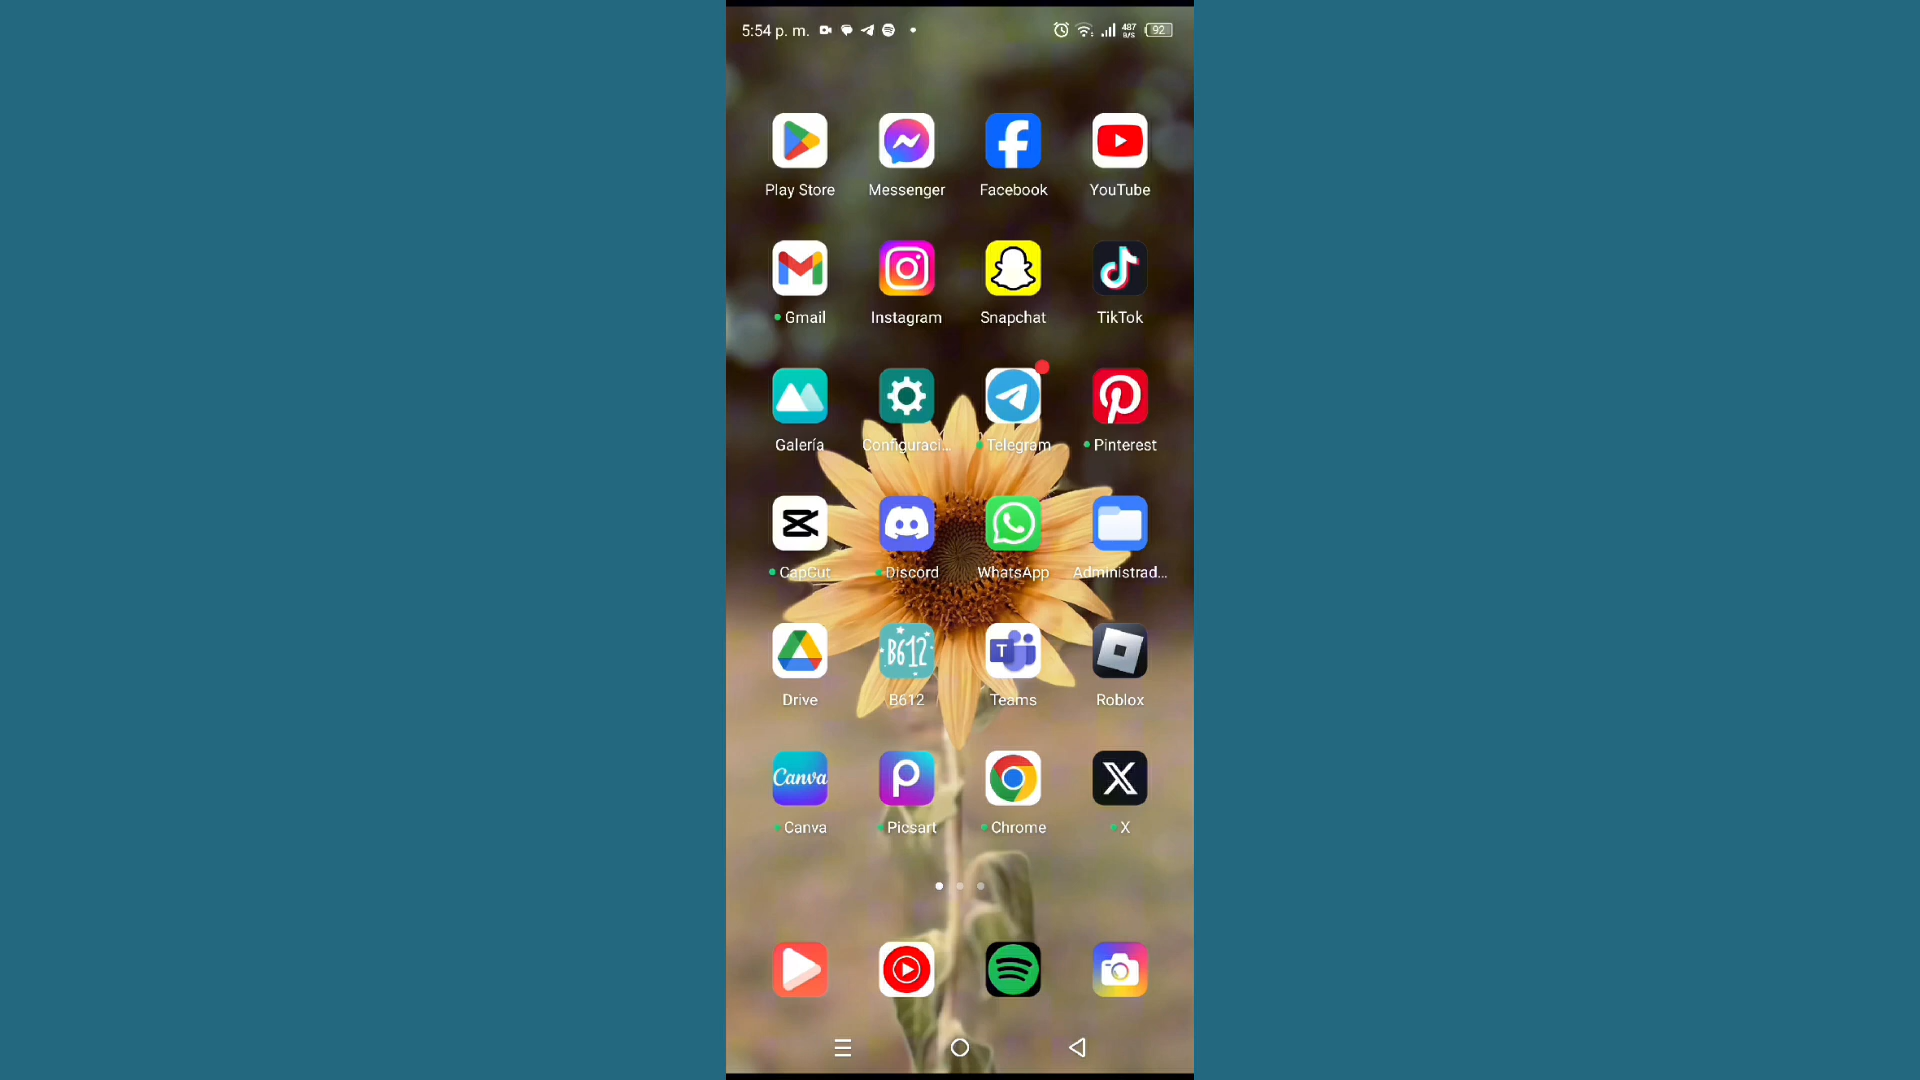 5:54 p. m. 487 B/S 92
Play Store Messenger Facebook YouTube
Gmail Instagram Snapchat TikTok
Galería Configuraci... Telegram Pinterest
CapCut Discord WhatsApp Administrad...
B612
T
Drive B612 Teams Roblox
Canva
Canva Picsart Chrome X